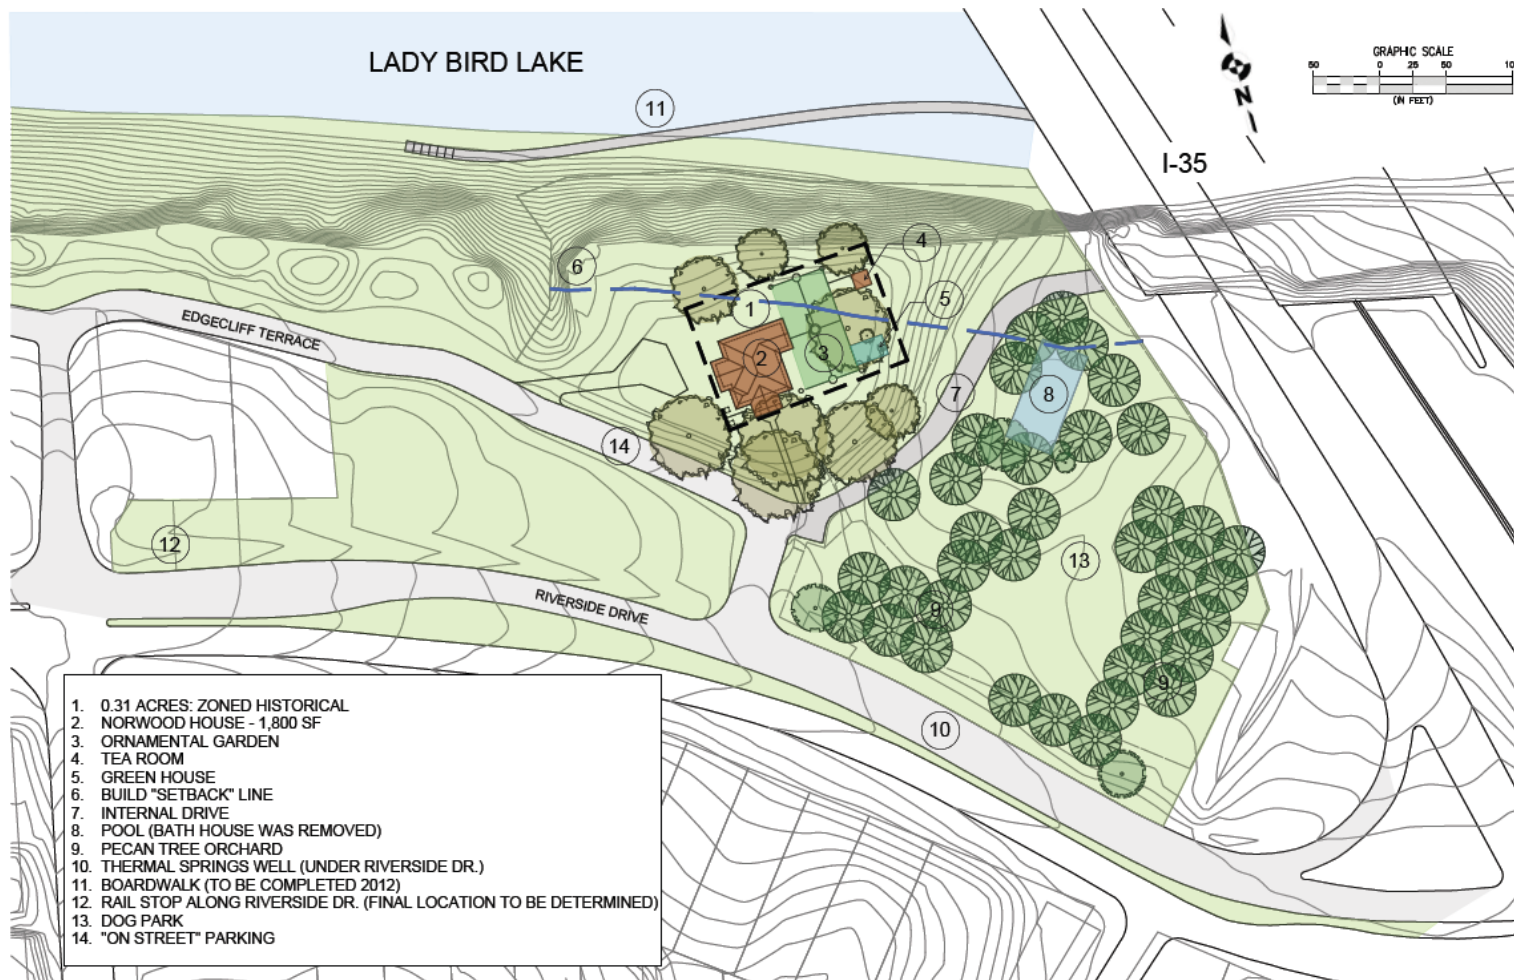 LADY BIRD LAKE
GRAPHIC SCALE
50 0 25 50 10
(IN FEET)
N
I-35
11
4
6
5
1
2
3
7
8
EDGECLIFF TERRACE
14
12
13
9
RIVERSIDE DRIVE
9
10
1. 0.31 ACRES: ZONED HISTORICAL
2. NORWOOD HOUSE - 1,800 SF
3. ORNAMENTAL GARDEN
4. TEA ROOM
5. GREEN HOUSE
6. BUILD "SETBACK" LINE
7. INTERNAL DRIVE
8. POOL (BATH HOUSE WAS REMOVED)
9. PECAN TREE ORCHARD
10. THERMAL SPRINGS WELL (UNDER RIVERSIDE DR.)
11. BOARDWALK (TO BE COMPLETED 2012)
12. RAIL STOP ALONG RIVERSIDE DR. (FINAL LOCATION TO BE DETERMINED)
13. DOG PARK
14. "ON STREET" PARKING